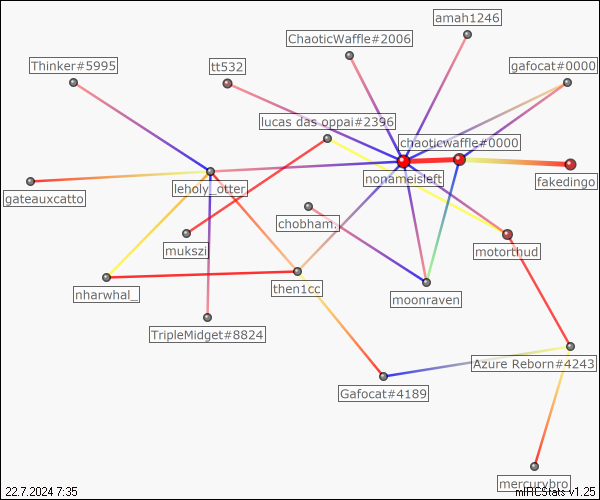 amah1246
ChaoticWaffle#2006
Thinker#5995
tt532
gafocat#0000
lucas das oppai#2396
chaoticwaffle#0000
nonameisleft
fakedingo
leholy_otter
gateauxcatto
chobham.
mukszi
motorthud
then1cc
nharwhal_
moonraven
TripleMidget#8824
Azure Reborn#4243
Gafocat#4189
mercurybro
22.7.2024 7:35
mIRCStats v1.25